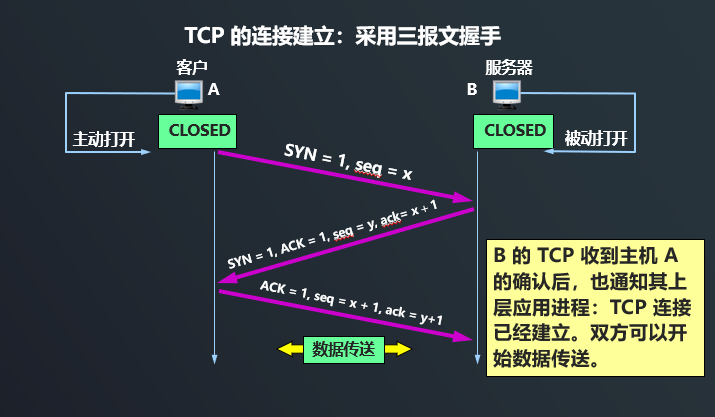 TCP 的连接建立：采用三报文握手
客户
服务器
A
B
主动打开
CLOSED
CLOSED
被动打开
SYN = 1, seq = x
SYN = 1, ACK = 1, seq = y, ack= x + 1
ACK = 1, seq = x + 1, ack = y+1
B 的 TCP 收到主机 A
的确认后，也通知其上
层应用进程：TCP 连接
已经建立。双方可以开
始数据传送。
数据传送